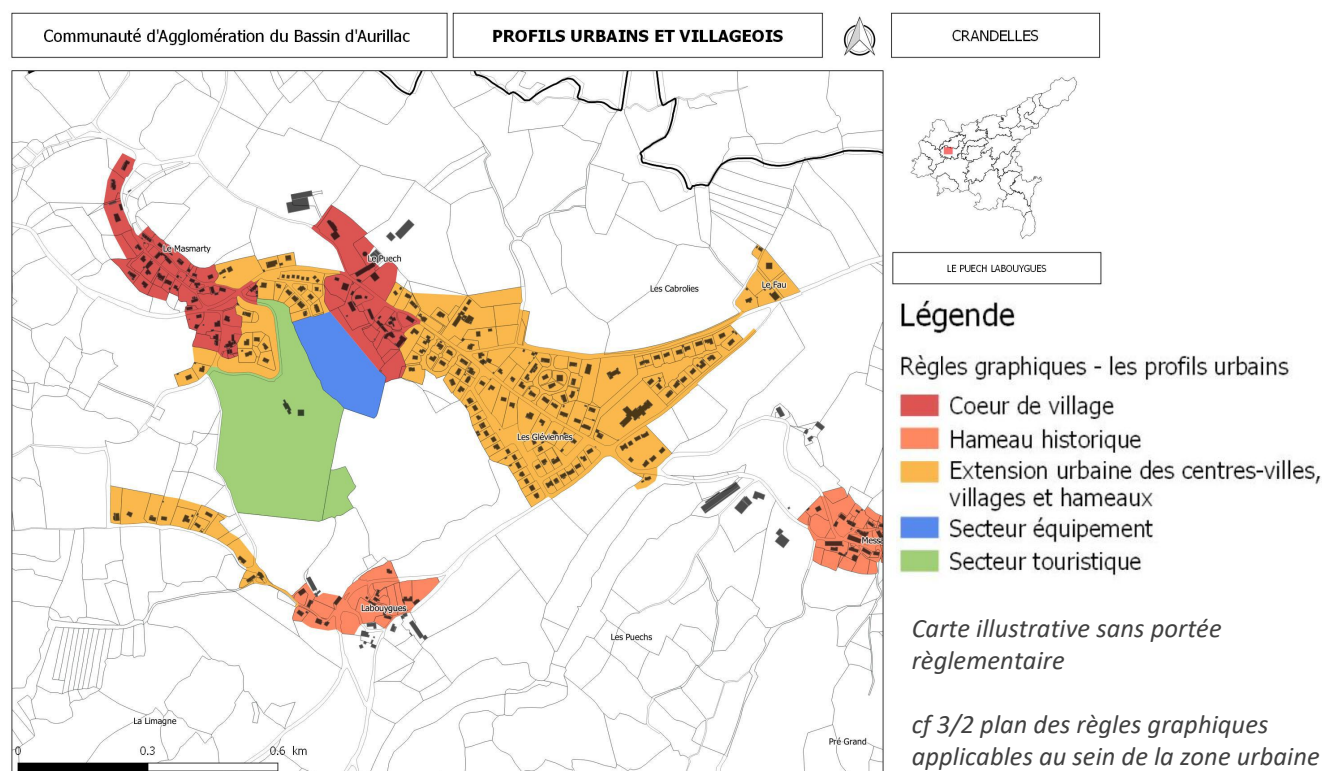 Communauté d'Agglomération du Bassin d'Aurillac
PROFILS URBAINS ET VILLAGEOIS
CRANDELLES
LE PUECH LABOUYGUES
Légende
Règles graphiques - les profils urbains
Coeur de village
Hameau historique
Extension urbaine des centres-villes,
villages et hameaux
Secteur équipement
Secteur touristique
Carte illustrative sans portée
règlementaire
cf 3/2 plan des règles graphiques
applicables au sein de la zone urbaine
Le Masmarty
Le Puech
Les Cabrolies
Le Fau
Les Gléviennes
Messa
Labouygues
Les Puechs
La Limagne
Pré Grand
0 0.3 0.6 km